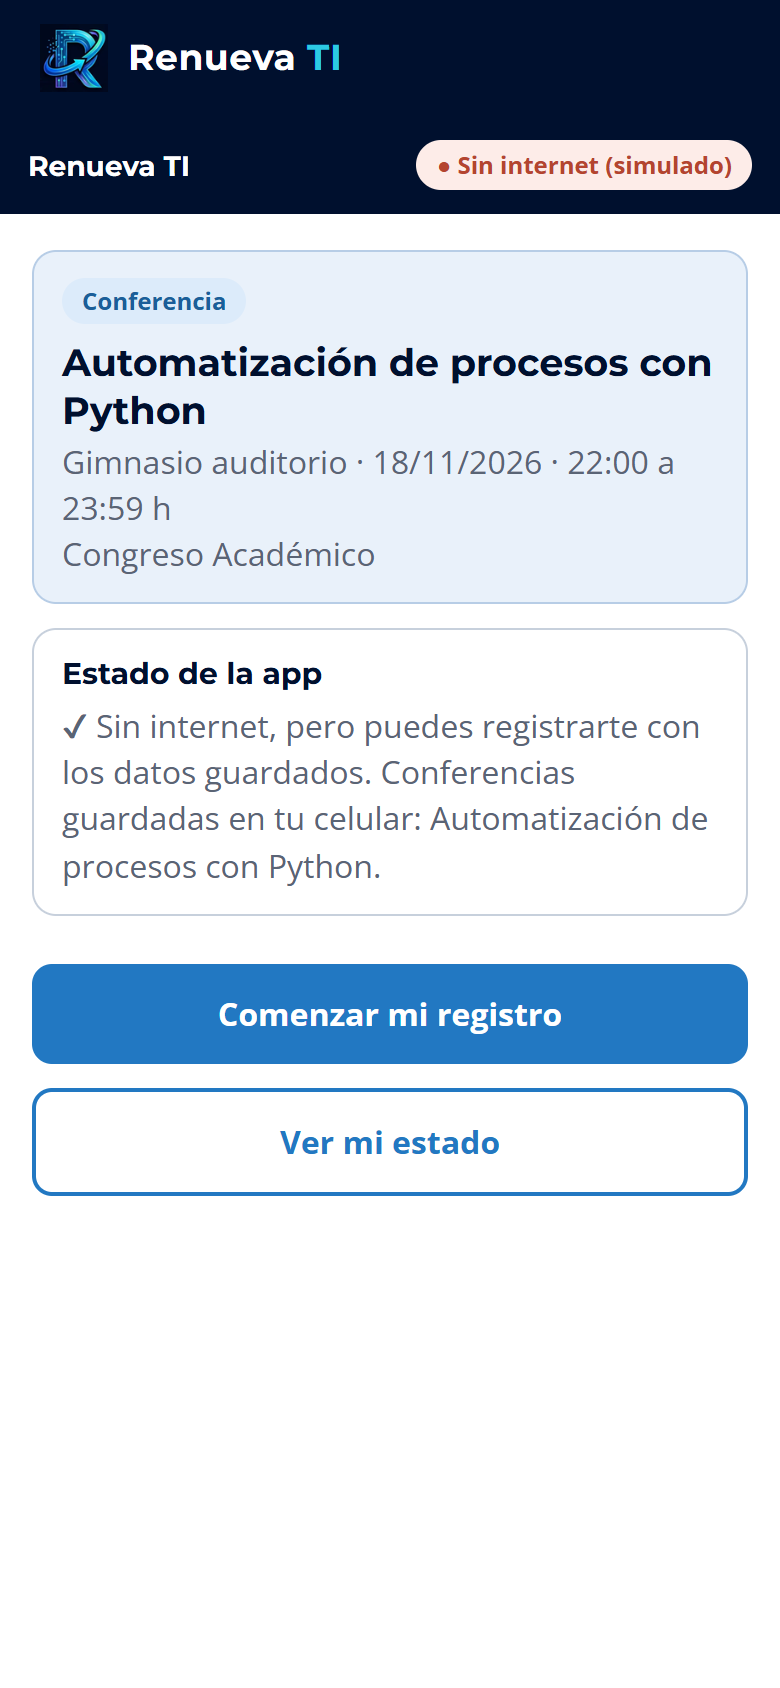 Renueva TI
Renueva TI
● Sin internet (simulado)
Conferencia
Automatización de procesos con
Python
Gimnasio auditorio · 18/11/2026 · 22:00 a
23:59 h
Congreso Académico
Estado de la app
✓ Sin internet, pero puedes registrarte con
los datos guardados. Conferencias
guardadas en tu celular: Automatización de
procesos con Python.
Comenzar mi registro
Ver mi estado